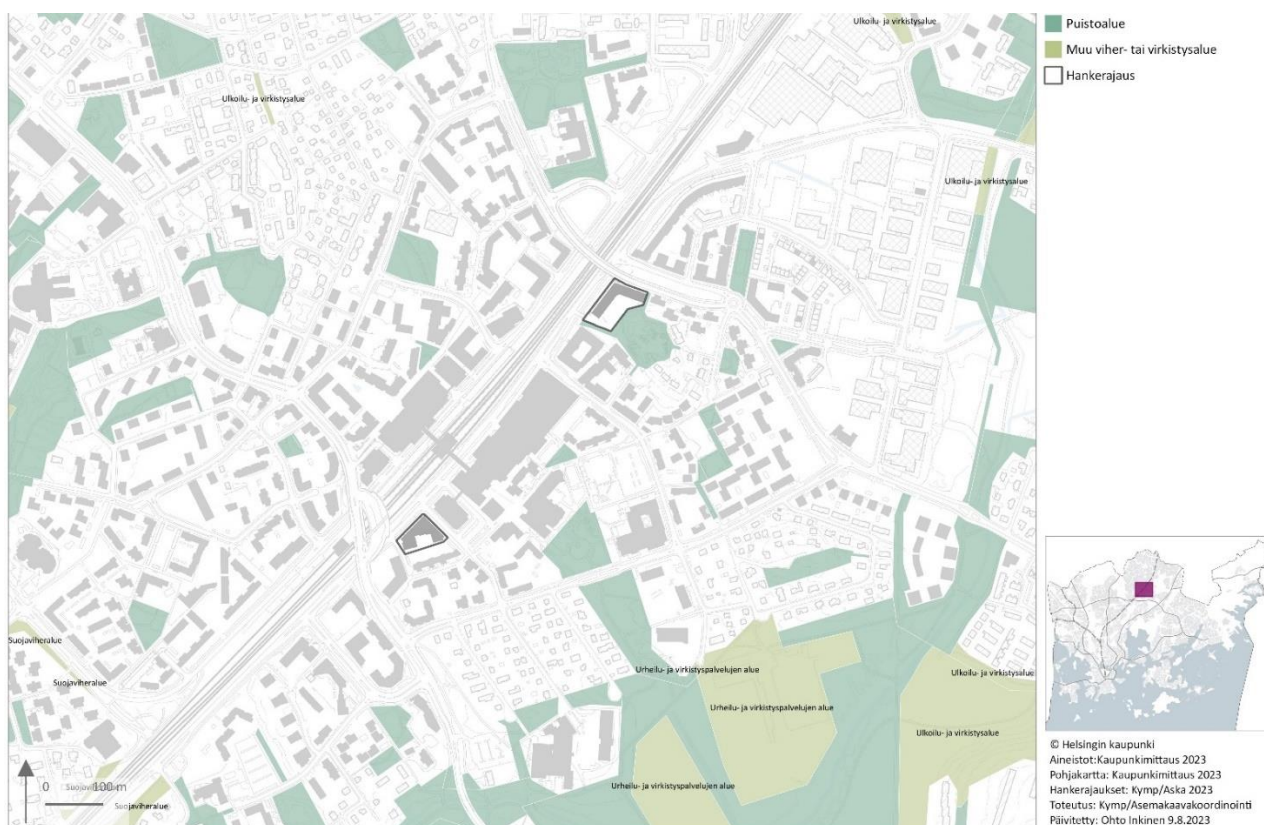 Ulkoilu- ja virkistysalue
Puistoalue
Muu viher- tai virkistysalue
Hankerajaus
Ulkoilu- ja virkistysalue
Ulkoilu- ja virkistysalue
Suojaviheralue
Suojaviheralue
Urheilu- ja virkistyspalvelujen alue
Ulkoilu- ja virkistysalue
Urheilu- ja virkistyspalvelujen alue
Ulkoilu- ja virkistysalue
Urheilu- ja virkistyspalvelujen alue
0 100 m
Suojaviheralue
© Helsingin kaupunki
Aineistot:Kaupunkimittaus 2023
Pohjakartta: Kaupunkimittaus 2023
Hankerajaukset: Kymp/Aska 2023
Toteutus: Kymp/Asemakaavakoordinointi
Päivitetty: Ohto Inkinen 9.8.2023